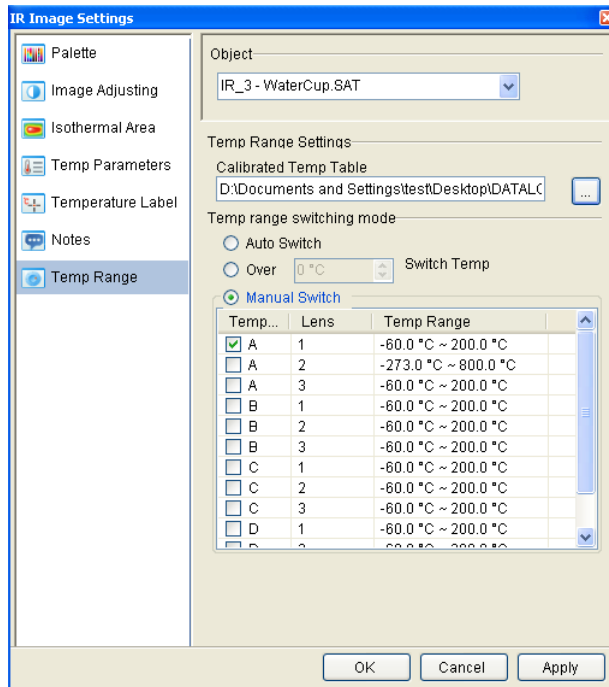 IR Image Settings
Palette
Image Adjusting
Isothermal Area
Temp Parameters
Temperature Label
Notes
Temp Range
Object
IR_3 - WaterCup.SAT
Temp Range Settings
Calibrated Temp Table
D:\Documents and Settings\test\Desktop\DATALO
...
Temp range switching mode
Auto Switch
Over 0 °C Switch Temp
Manual Switch
Temp... Lens Temp Range
A 1 -60.0 °C ~ 200.0 °C
A 2 -273.0 °C ~ 800.0 °C
A 3 -60.0 °C ~ 200.0 °C
B 1 -60.0 °C ~ 200.0 °C
B 2 -60.0 °C ~ 200.0 °C
B 3 -60.0 °C ~ 200.0 °C
C 1 -60.0 °C ~ 200.0 °C
C 2 -60.0 °C ~ 200.0 °C
C 3 -60.0 °C ~ 200.0 °C
D 1 -60.0 °C ~ 200.0 °C
OK Cancel Apply